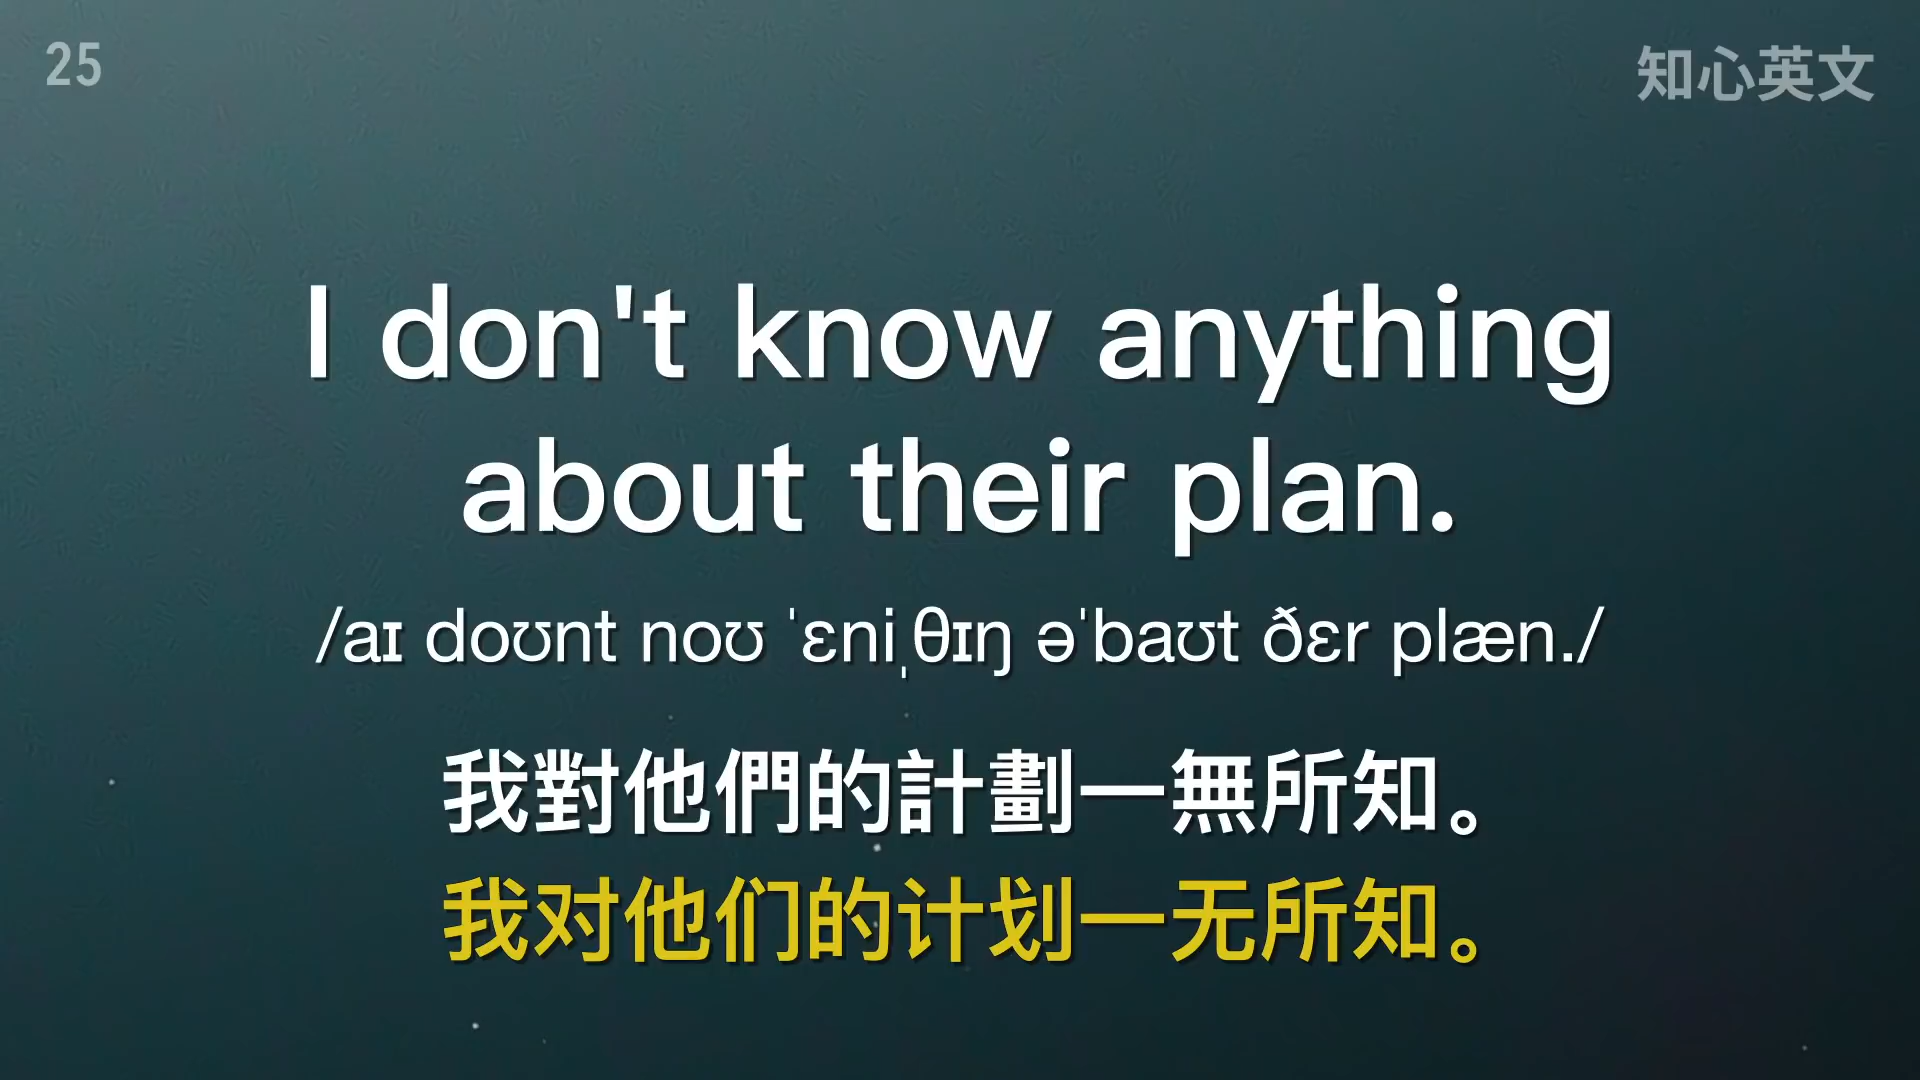 25
知心英文
I don't know anything
about their plan.
/aɪ doʊnt noʊ ˈɛniˌθɪŋ əˈbaʊt ðɛr plæn./
我對他們的計劃一無所知。
我对他们的计划一无所知。